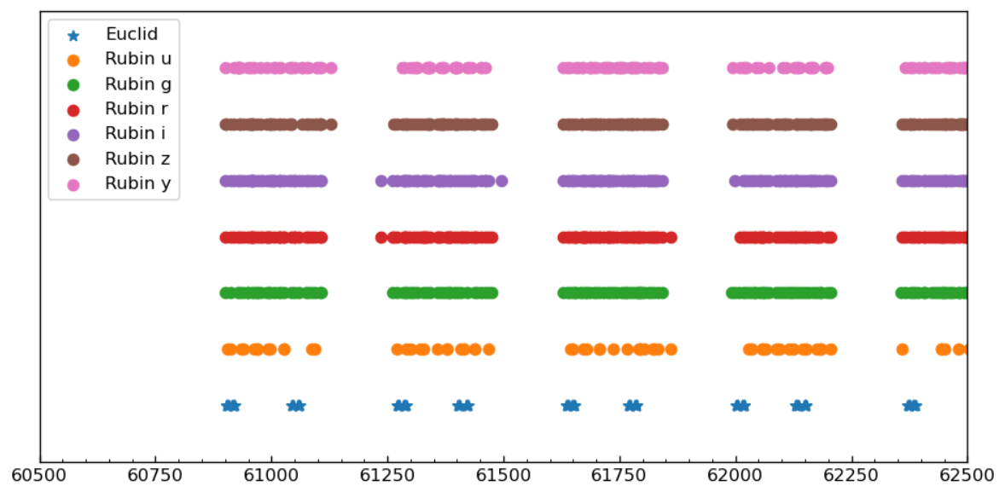 Euclid
Rubin u
Rubin g
Rubin r
Rubin i
Rubin z
Rubin y
60500 60750 61000 61250 61500 61750 62000 62250 62500